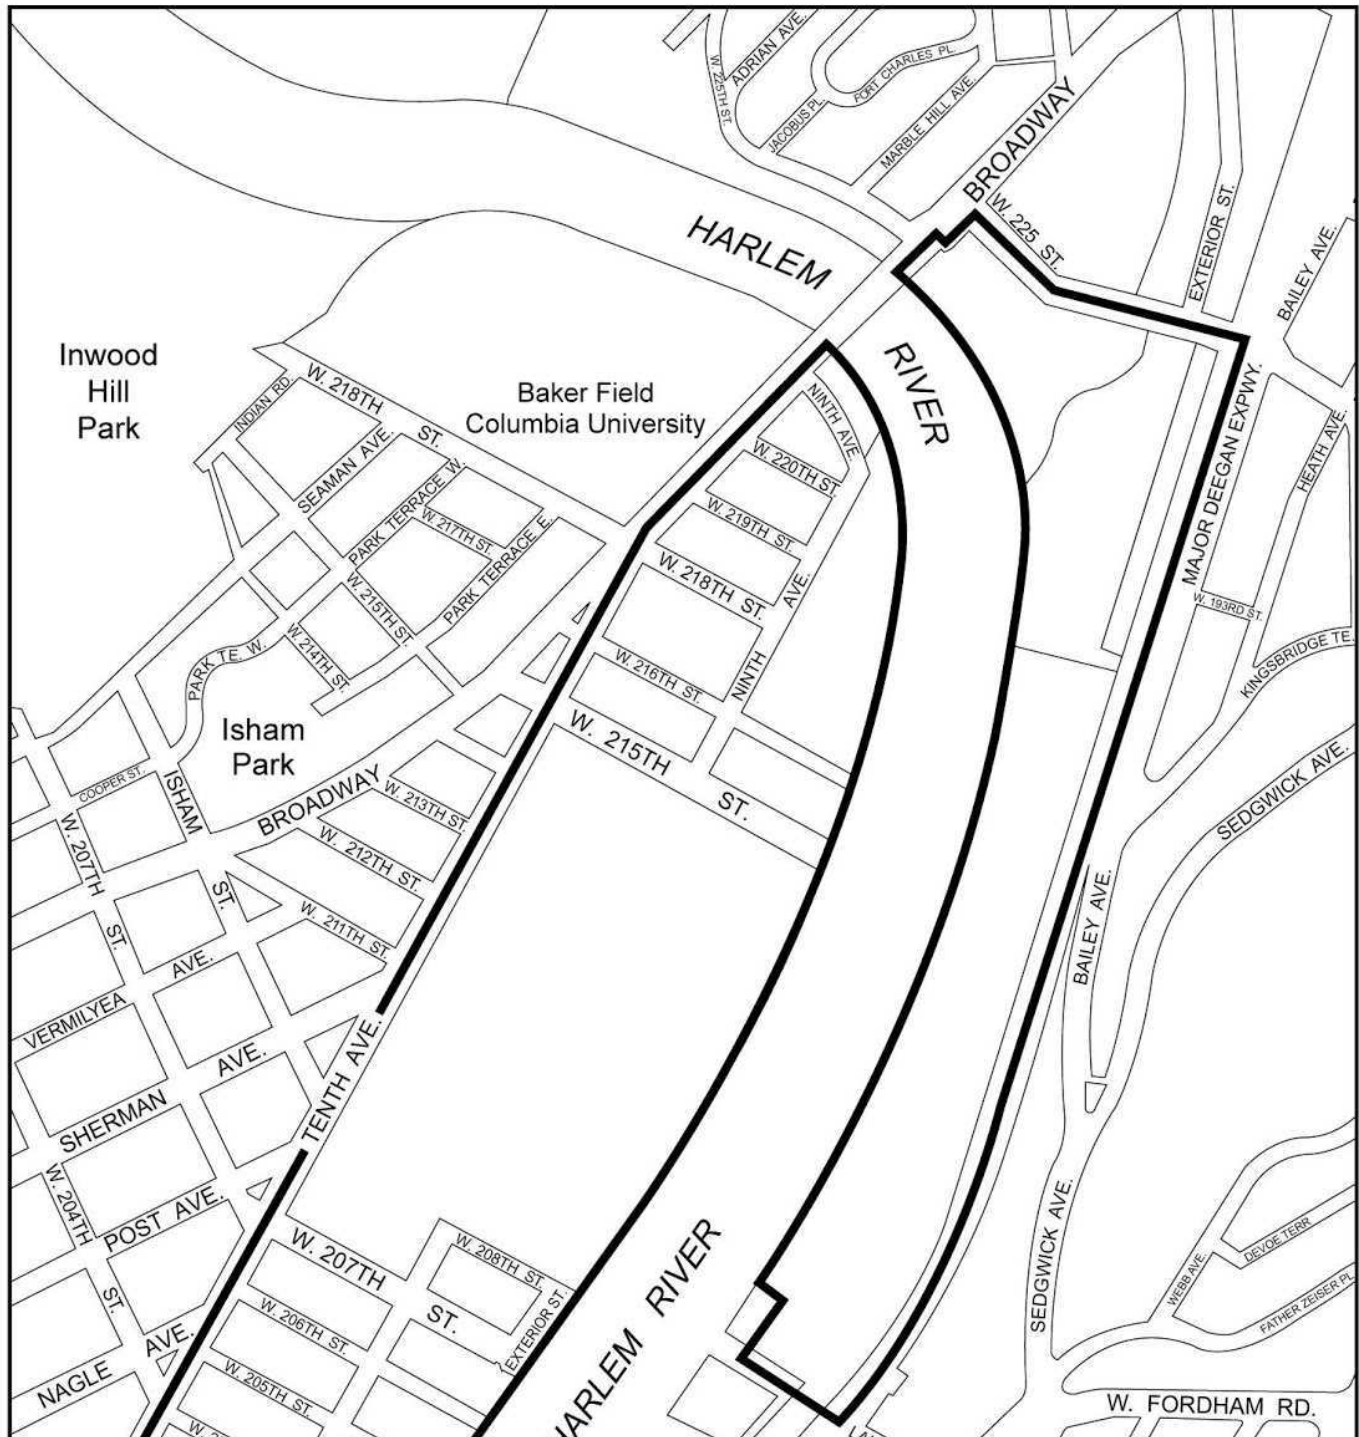 ADRIAN AVE.
W. 225TH ST.
FORT CHARLES PL.
JACOBUS PL.
MARBLE HILL AVE.
BROADWAY
W. 225 ST.
EXTERIOR ST.
BAILEY AVE.
HARLEM
RIVER
Inwood
Hill
Park
Baker Field
Columbia University
INDIAN RD.
W. 218TH
ST.
SEAMAN AVE.
PARK TERRACE W.
W. 217TH ST.
PARK TERRACE E.
W. 215TH ST.
W. 214TH ST.
PARK TE. W.
NINTH AVE
W. 220TH ST.
W. 219TH ST.
W. 218TH ST.
NINTH
AVE.
W. 216TH ST.
W. 215TH
ST.
MAJOR DEEGAN EXPWY.
HEATH AVE.
W. 193RD ST.
KINGSBRIDGE TE.
SEDGWICK AVE.
BAILEY AVE.
Isham
Park
COOPER ST.
ISHAM
ST.
BROADWAY
W. 213TH ST.
W. 212TH ST.
W. 211TH ST.
W. 207TH
ST.
VERMILYEA
AVE.
SHERMAN
AVE.
TENTH AVE.
W. 204TH
ST.
POST AVE.
NAGLE
AVE.
W. 207TH
ST.
W. 208TH ST.
EXTERIOR ST.
W. 206TH ST.
W. 205TH ST.
HARLEM RIVER
SEDGWICK AVE.
WEBB AVE.
DEVOE TERR
FATHER ZEISER PL.
W. FORDHAM RD.